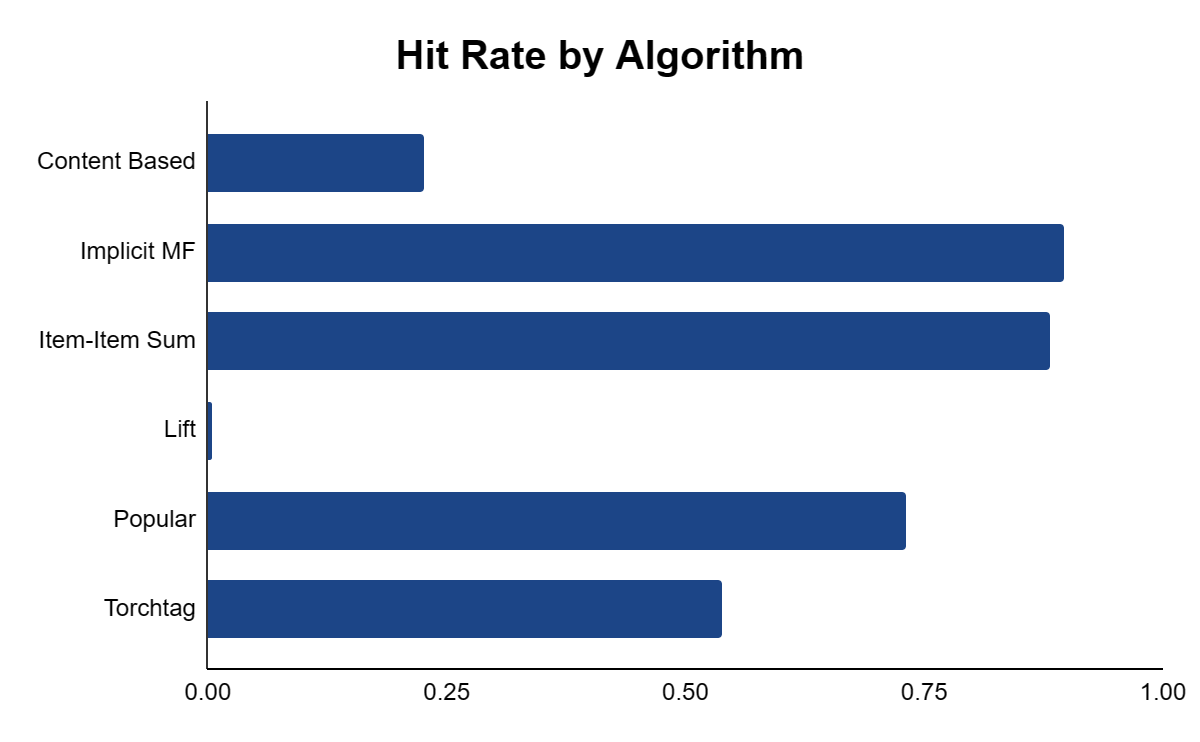 Hit Rate by Algorithm
Content Based
Implicit MF
Item-Item Sum
Lift
Popular
Torchtag
0.00 0.25 0.50 0.75 1.00